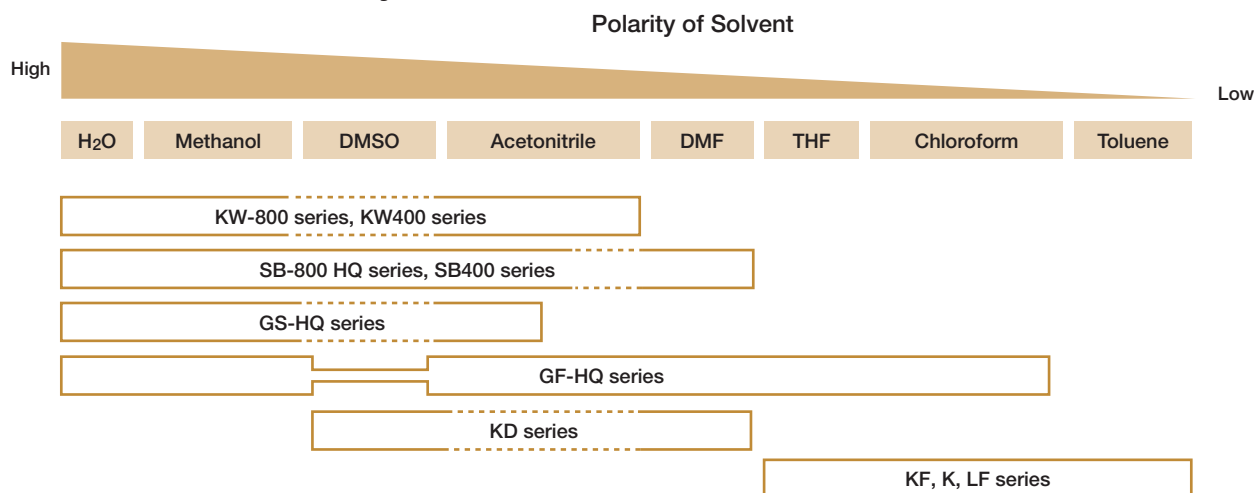 Polarity of Solvent
High
Low
H2O Methanol DMSO Acetonitrile DMF THF Chloroform Toluene
KW-800 series, KW400 series
SB-800 HQ series, SB400 series
GS-HQ series
GF-HQ series
KD series
KF, K, LF series